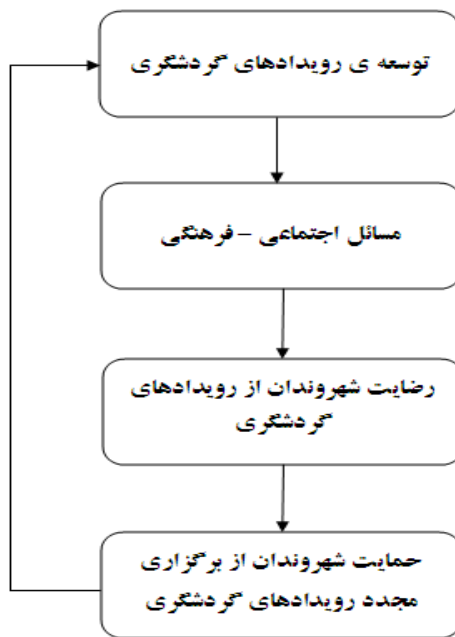 توسعه ی رویدادهای گردشگری
مسائل اجتماعی – فرهنگی
رضایت شهروندان از رویدادهای
گردشگری
حمایت شهروندان از برگزاری
مجدد رویدادهای گردشگری